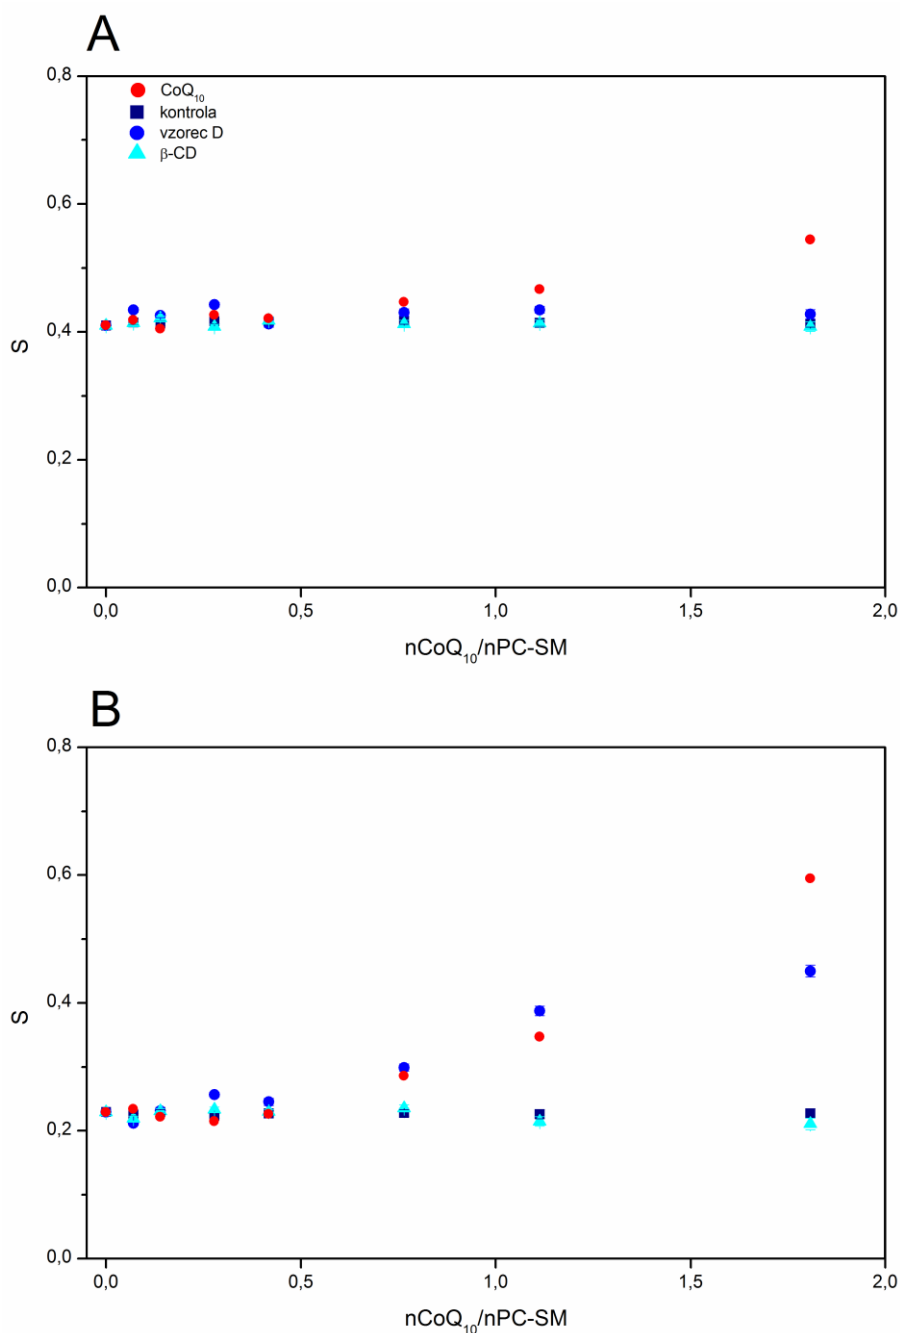 A
0,8
CoQ₁₀
kontrola
vzorec D
β-CD
0,6
0,4
S
0,2
0,0
0,0 0,5 1,0 1,5 2,0
nCoQ₁₀/nPC-SM
B
0,8
0,6
0,4
S
0,2
0,0
0,0 0,5 1,0 1,5 2,0
nCoQ₁₀/nPC-SM